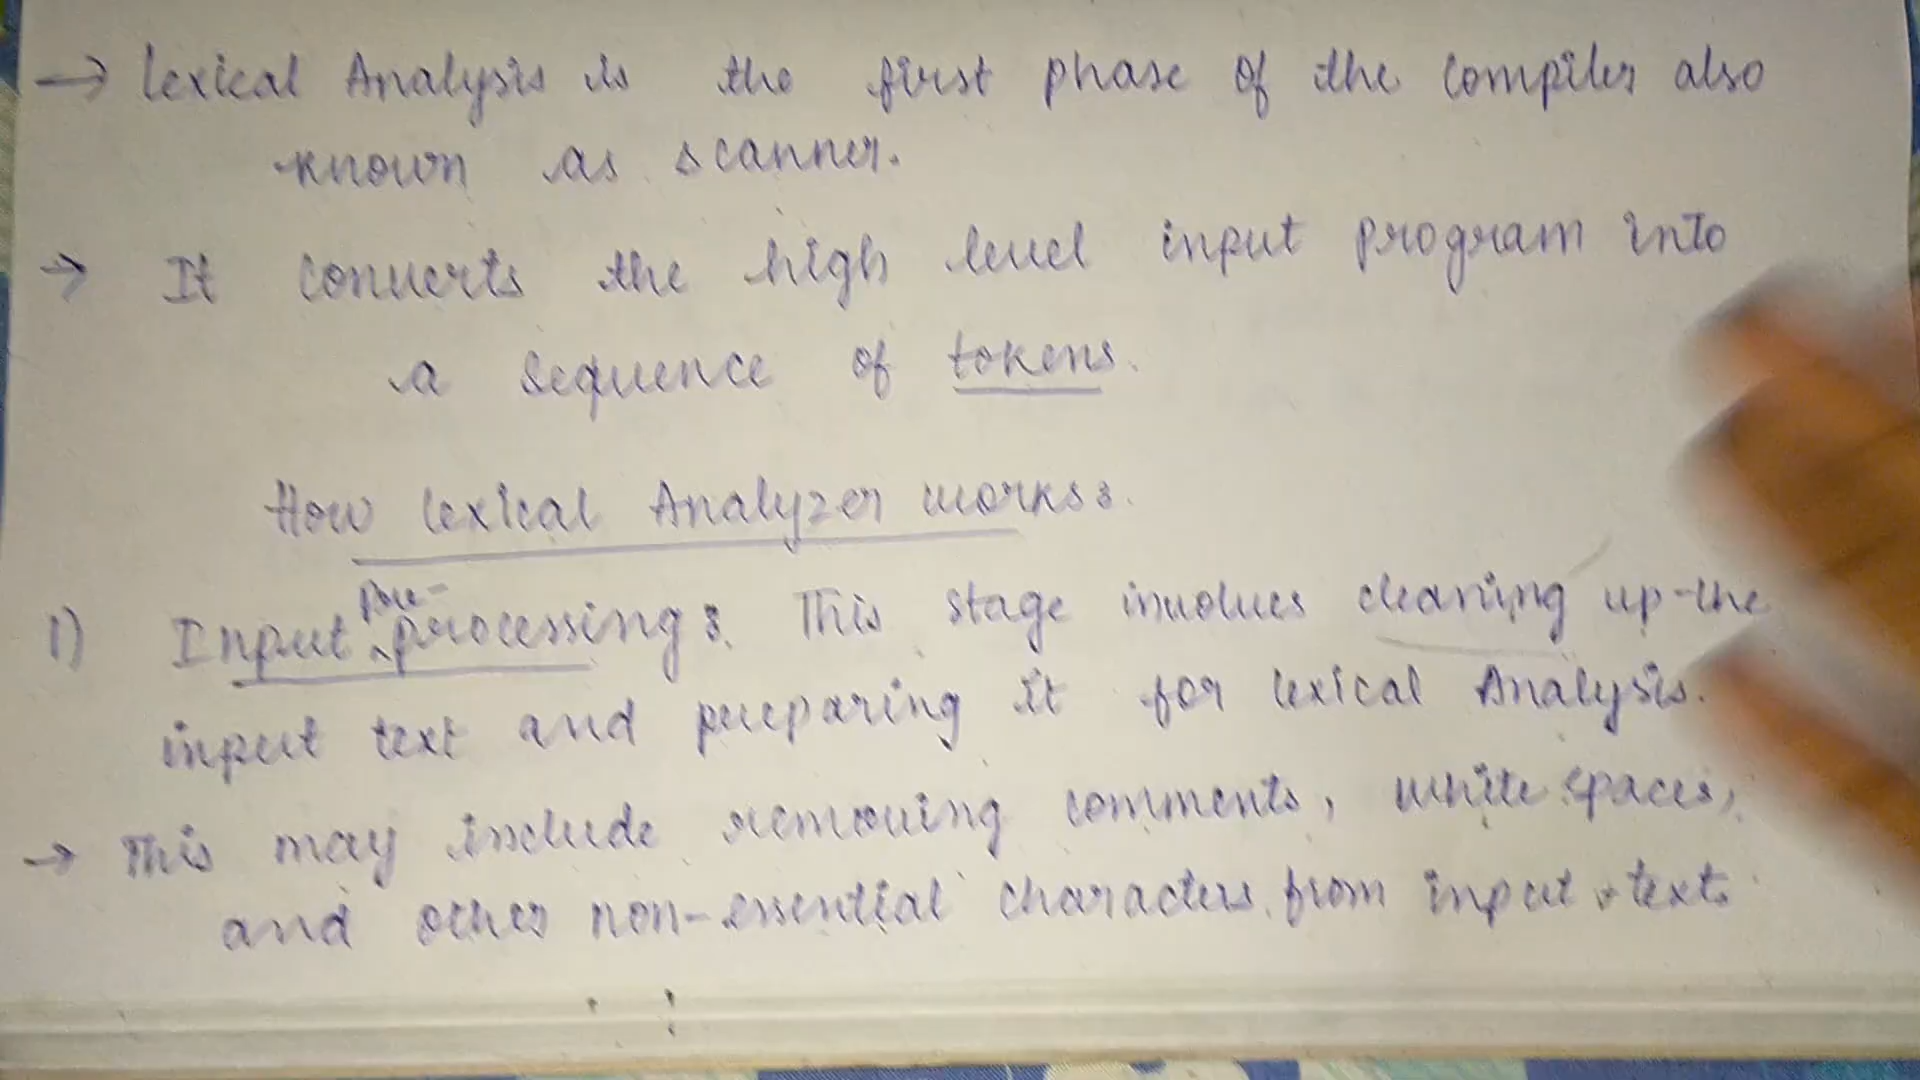 → Lexical Analysis is the first phase of the compiler also
known as scanner.
→ It converts the high level input program into
a sequence of tokens.
How Lexical Analyzer works:
1) Input pre-processing: This stage involves cleaning up the
input text and preparing it for lexical Analysis.
→ This may include removing comments, white spaces,
and other non-essential characters from input text.